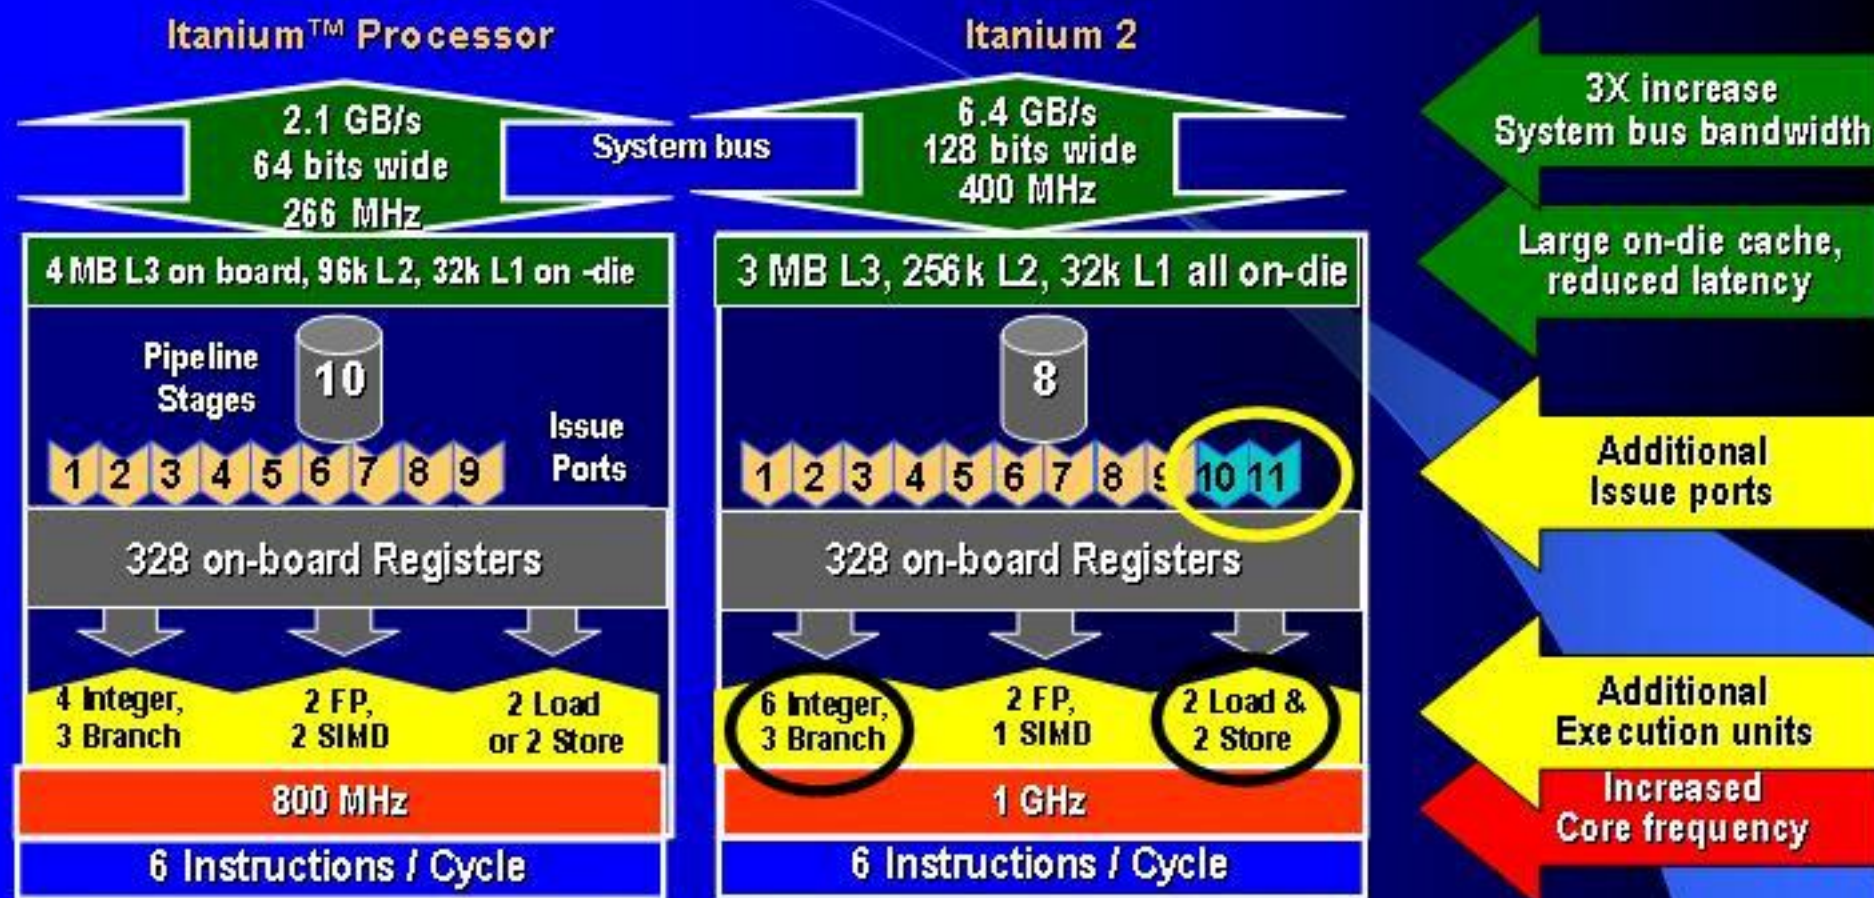 Itanium™ Processor
2.1 GB/s
64 bits wide
266 MHz
4 MB L3 on board, 96k L2, 32k L1 on -die
Pipeline
Stages
10
Issue
Ports
1 2 3 4 5 6 7 8 9
328 on-board Registers
4 Integer,
3 Branch
2 FP,
2 SIMD
2 Load
or 2 Store
800 MHz
6 Instructions / Cycle
System bus
Itanium 2
6.4 GB/s
128 bits wide
400 MHz
3 MB L3, 256k L2, 32k L1 all on-die
8
1 2 3 4 5 6 7 8 9 10 11
328 on-board Registers
6 Integer,
3 Branch
2 FP,
1 SIMD
2 Load &
2 Store
1 GHz
6 Instructions / Cycle
3X increase
System bus bandwidth
Large on-die cache,
reduced latency
Additional
Issue ports
Additional
Execution units
Increased
Core frequency